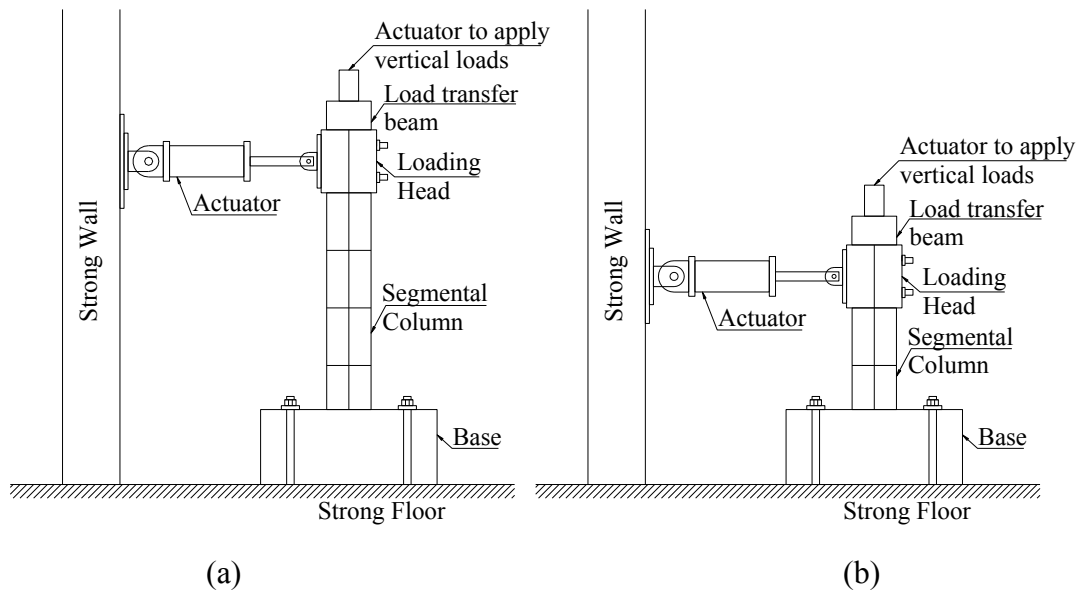 Actuator to apply
vertical loads
Load transfer
beam
Loading
Head
Actuator
Strong Wall
Segmental
Column
Base
Strong Floor
(a)
Actuator to apply
vertical loads
Load transfer
beam
Loading
Head
Actuator
Strong Wall
Segmental
Column
Base
Strong Floor
(b)